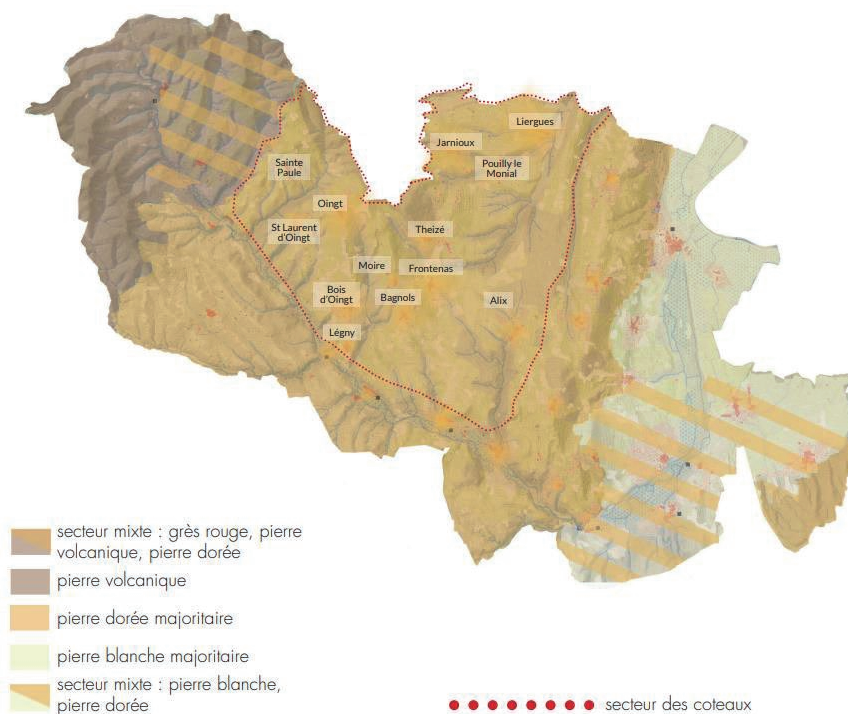 Liergues
Jarnioux
Pouilly le
Monial
Sainte
Paule
Oingt
St Laurent
d'Oingt
Theizé
Moire
Frontenas
Bois
d'Oingt
Bagnols
Alix
Légny
secteur mixte : grès rouge, pierre
volcanique, pierre dorée
pierre volcanique
pierre dorée majoritaire
pierre blanche majoritaire
secteur mixte : pierre blanche,
pierre dorée
secteur des coteaux